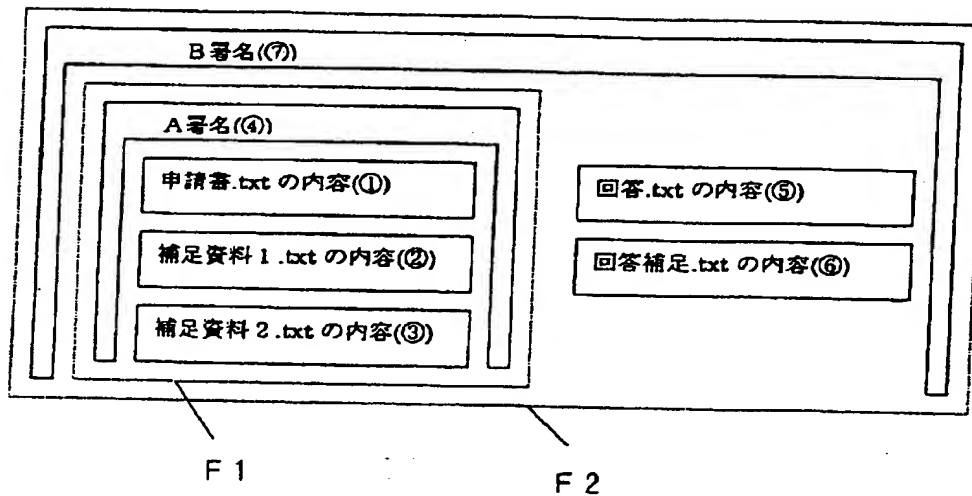 B署名(⑦)
A署名(④)
申請書.txt の内容(①)
補足資料1.txt の内容(②)
補足資料2.txt の内容(③)
回答.txt の内容(⑤)
回答補足.txt の内容(⑥)
F1
F2